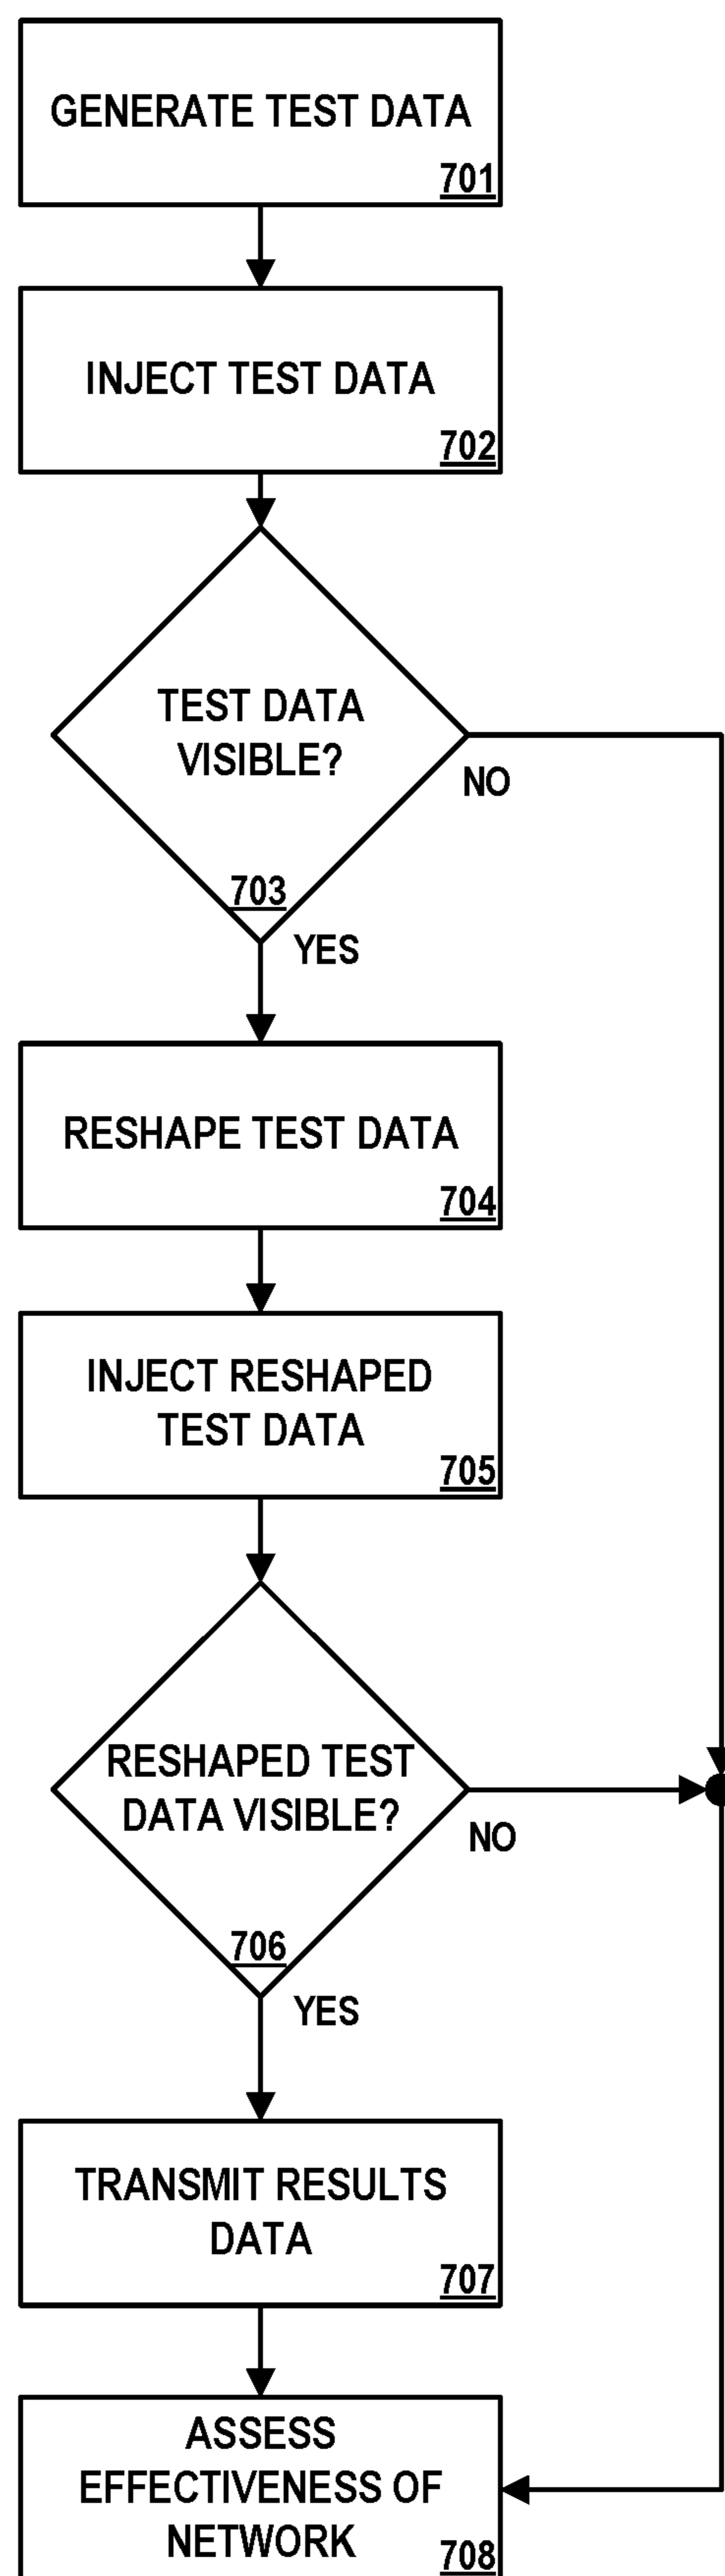 GENERATE TEST DATA
701
INJECT TEST DATA
702
TEST DATA
VISIBLE?
NO
703
YES
RESHAPE TEST DATA
704
INJECT RESHAPED
TEST DATA
705
RESHAPED TEST
DATA VISIBLE?
NO
706
YES
TRANSMIT RESULTS
DATA
707
ASSESS
EFFECTIVENESS OF
NETWORK
708